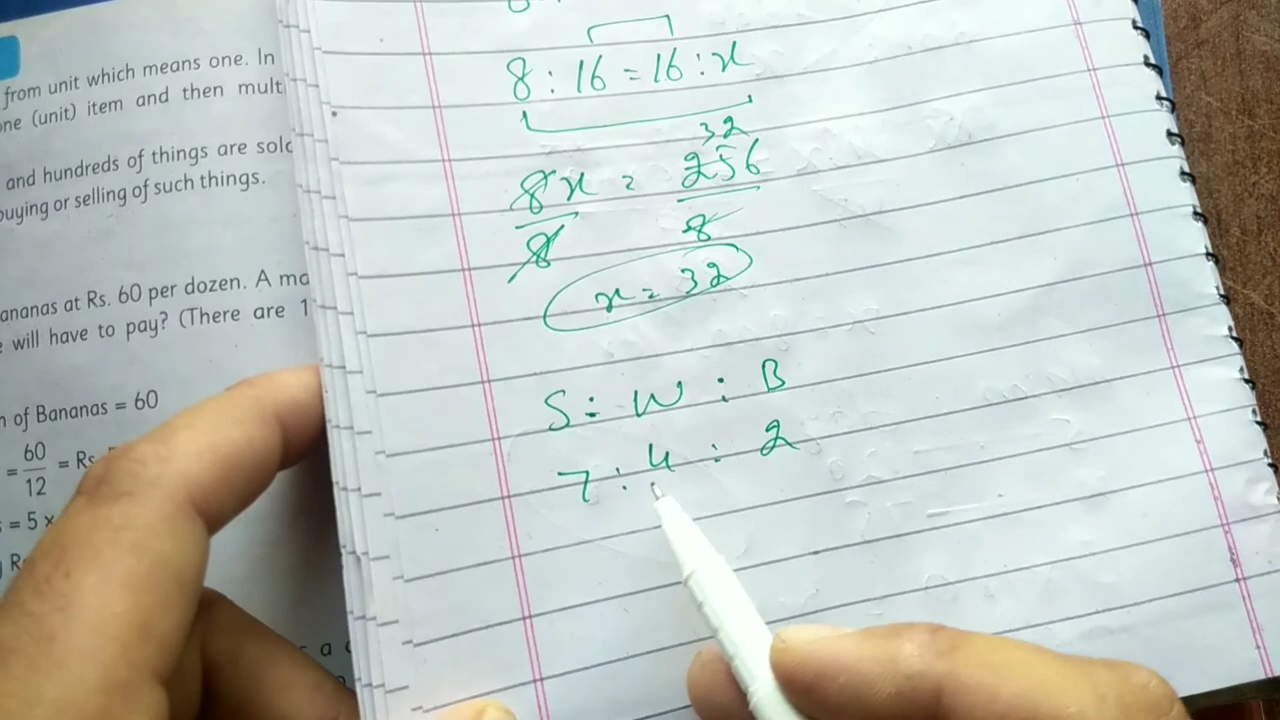 from unit which means one. In
one (unit) item and then mult
and hundreds of things are sold
buying or selling of such things.
ananas at Rs. 60 per dozen. A ma
will have to pay? (There are 1
of Bananas = 60
= 60/12 = Rs
= 5 ×
8 : 16 = 16 : x
32
8x = 256
8 8
x = 32
S : W : B
7 : 4 : 2